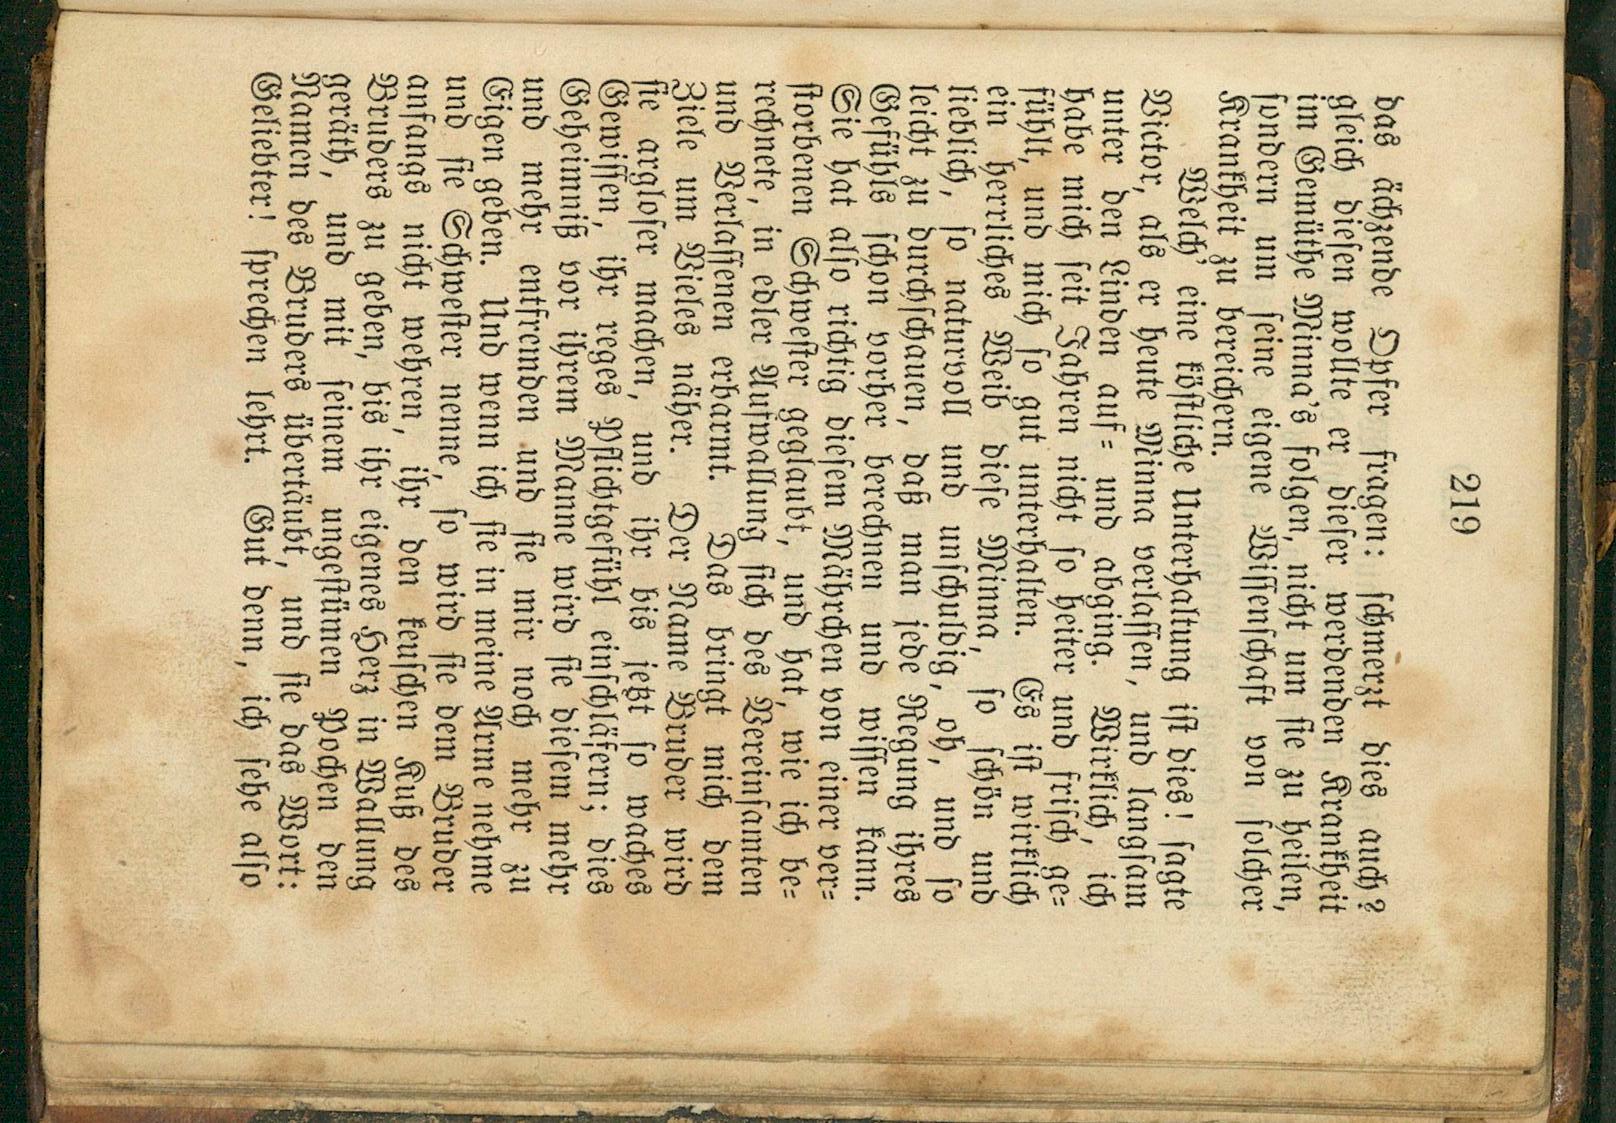 219
das ächzende Opfer fragen: ſchmerzt dies auch?
gleich dieſen wollte er dieſer werdenden Krankheit
im Gemüthe Minna's folgen, nicht um ſie zu heilen,
ſondern um ſeine eigene Wiſſenſchaft von ſolcher
Krankheit zu bereichern.
Welch' eine köſtliche Unterhaltung iſt dies! ſagte
Victor, als er heute Minna verlaſſen, und langſam
unter den Linden auf= und abging. Wirklich, ich
habe mich ſeit Jahren nicht ſo heiter und friſch ge=
fühlt, und mich ſo gut unterhalten. Es iſt wirklich
ein herrliches Weib dieſe Minna, ſo ſchön und
lieblich, ſo naturvoll und unſchuldig, oh, und ſo
leicht zu durchſchauen, daß man jede Regung ihres
Gefühls ſchon vorher berechnen und wiſſen kann.
Sie hat alſo richtig dieſem Mährchen von einer ver=
ſtorbenen Schweſter geglaubt, und hat, wie ich be=
rechnete, in edler Aufwallung ſich des Vereinſamten
und Verlaſſenen erbarmt. Das bringt mich dem
Ziele um Vieles näher. Der Name Bruder wird
ſie argloſer machen, und ihr bis jetzt ſo waches
Gewiſſen, ihr reges Pflichtgefühl einſchläfern; dies
Geheimniß vor ihrem Manne wird ſie dieſem mehr
und mehr entfremden und ſie mir noch mehr zu
Eigen geben. Und wenn ich ſie in meine Arme nehme
und ſie Schweſter nenne, ſo wird ſie dem Bruder
anfangs nicht wehren, ihr den keuſchen Kuß des
Bruders zu geben, bis ihr eigenes Herz in Wallung
geräth, und mit ſeinem ungeſtümen Pochen den
Namen des Bruders übertäubt, und ſie das Wort:
Geliebter! ſprechen lehrt. Gut denn, ich ſehe alſo